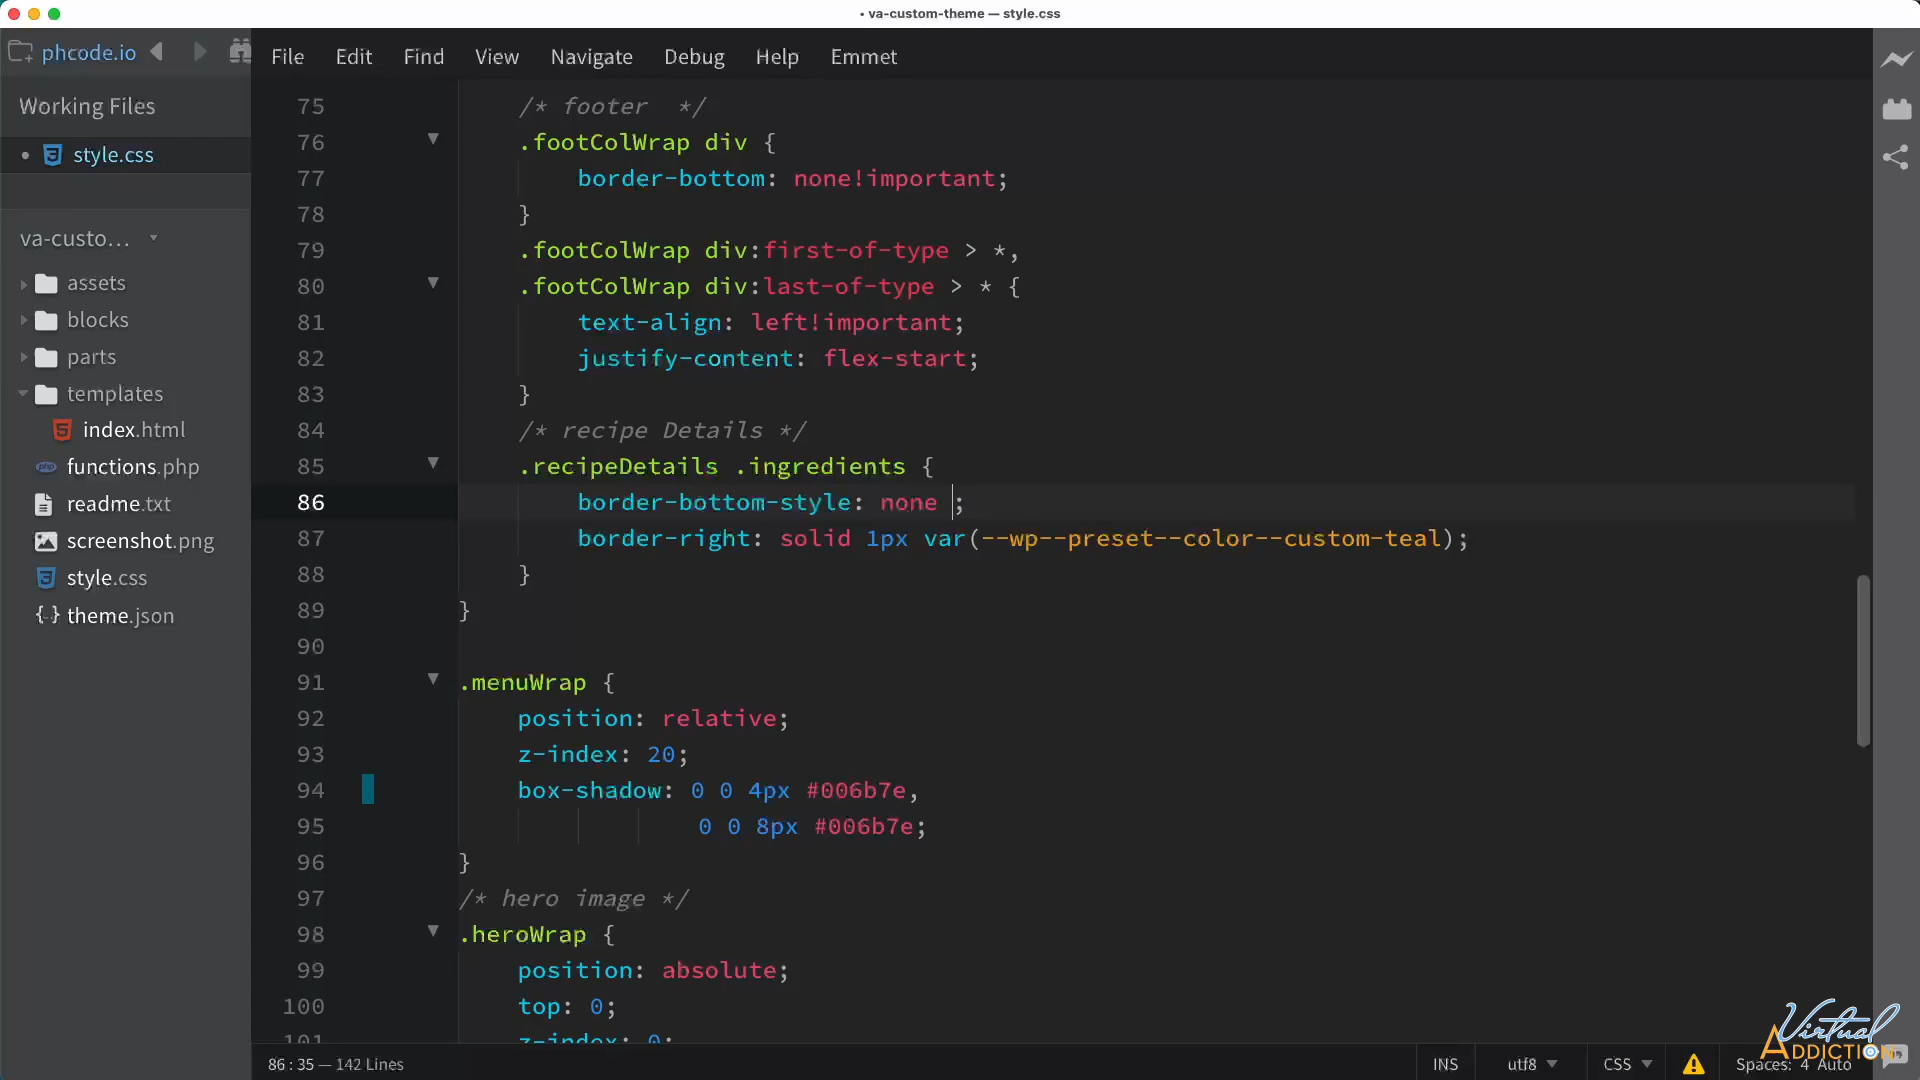 • va-custom-theme — style.css
phcode.io
File Edit Find View Navigate Debug Help Emmet
Working Files
• style.css
va-custo...
assets
blocks
parts
templates
index.html
functions.php
readme.txt
screenshot.png
style.css
{ } theme.json
75 /* footer  */
76 .footColWrap div {
77 border-bottom: none!important;
78 }
79 .footColWrap div:first-of-type > *,
80 .footColWrap div:last-of-type > * {
81 text-align: left!important;
82 justify-content: flex-start;
83 }
84 /* recipe Details */
85 .recipeDetails .ingredients {
86 border-bottom-style: none ;
87 border-right: solid 1px var(--wp--preset--color--custom-teal);
88 }
89 }
90
91 .menuWrap {
92 position: relative;
93 z-index: 20;
94 box-shadow: 0 0 4px #006b7e,
95 0 0 8px #006b7e;
96 }
97 /* hero image */
98 .heroWrap {
99 position: absolute;
100 top: 0;
101 z-index: 0;
86 : 35 — 142 Lines
INS utf8 CSS Spaces: 4 Auto
Virtual
ADDICTION